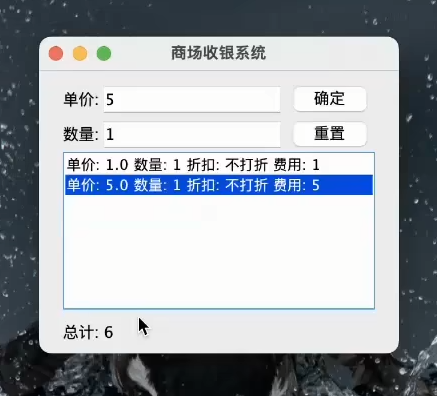 商场收银系统
单价: 5 确定
数量: 1 重置
单价: 1.0 数量: 1 折扣: 不打折 费用: 1
单价: 5.0 数量: 1 折扣: 不打折 费用: 5
总计: 6